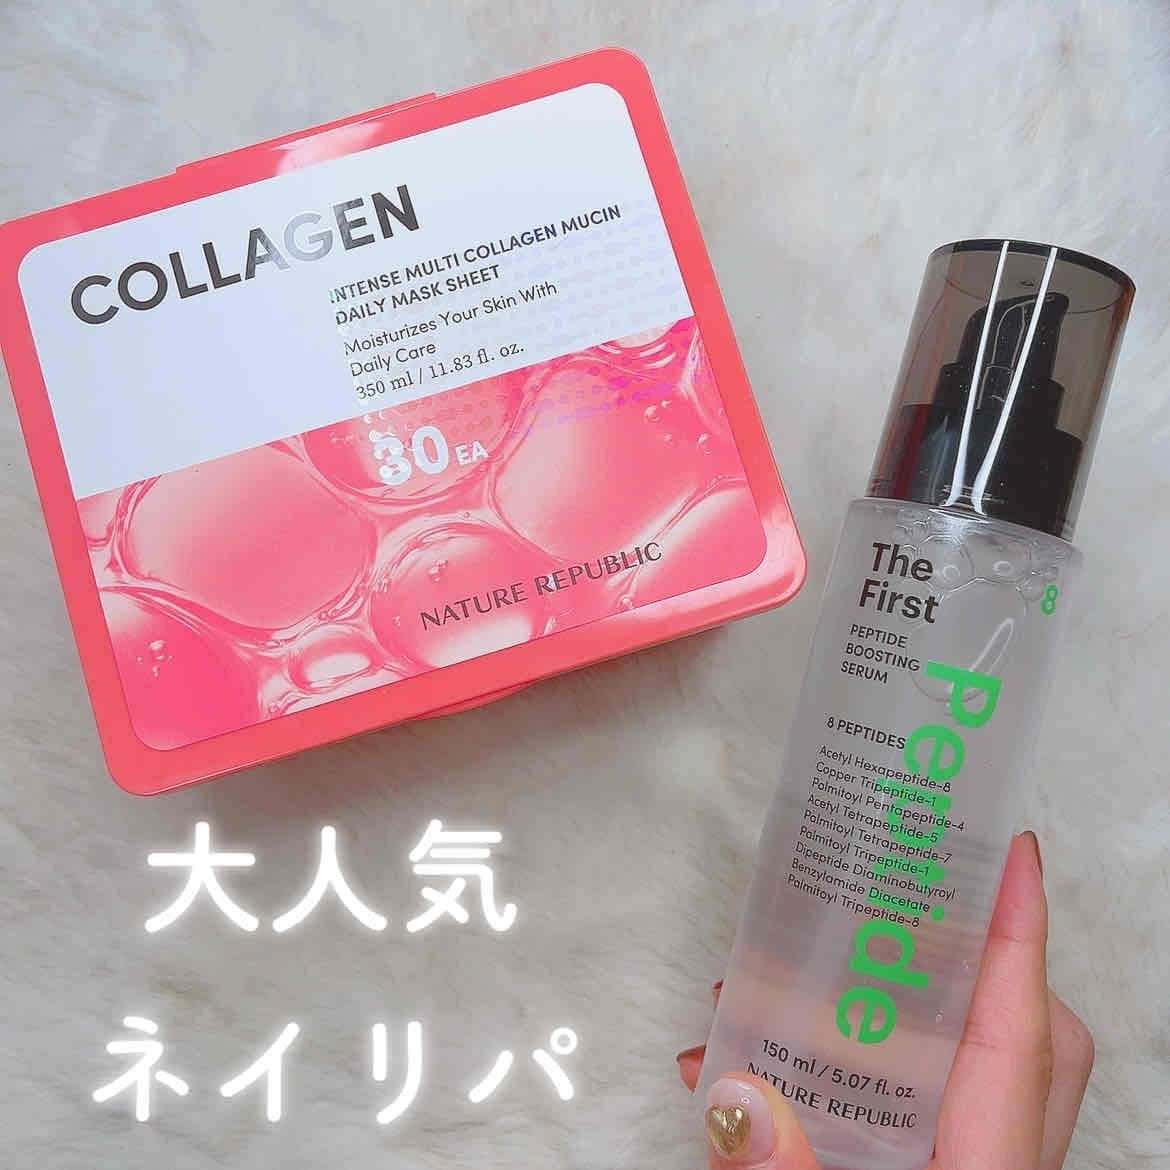 COLLAGEN
INTENSE MULTI COLLAGEN MUCIN
DAILY MASK SHEET
Moisturizes Your Skin With
Daily Care
350 ml / 11.83 fl. oz.
30 EA
NATURE REPUBLIC
The
First
8
PEPTIDE
BOOSTING
SERUM
Peptide
8 PEPTIDES
Acetyl Hexapeptide-8
Copper Tripeptide-1
Palmitoyl Pentapeptide-4
Acetyl Tetrapeptide-5
Palmitoyl Tetrapeptide-7
Palmitoyl Tripeptide-1
Dipeptide Diaminobutyroyl
Benzylamide Diacetate
Palmitoyl Tripeptide-8
150 ml / 5.07 fl. oz.
NATURE REPUBLIC
大人気
ネイリパ